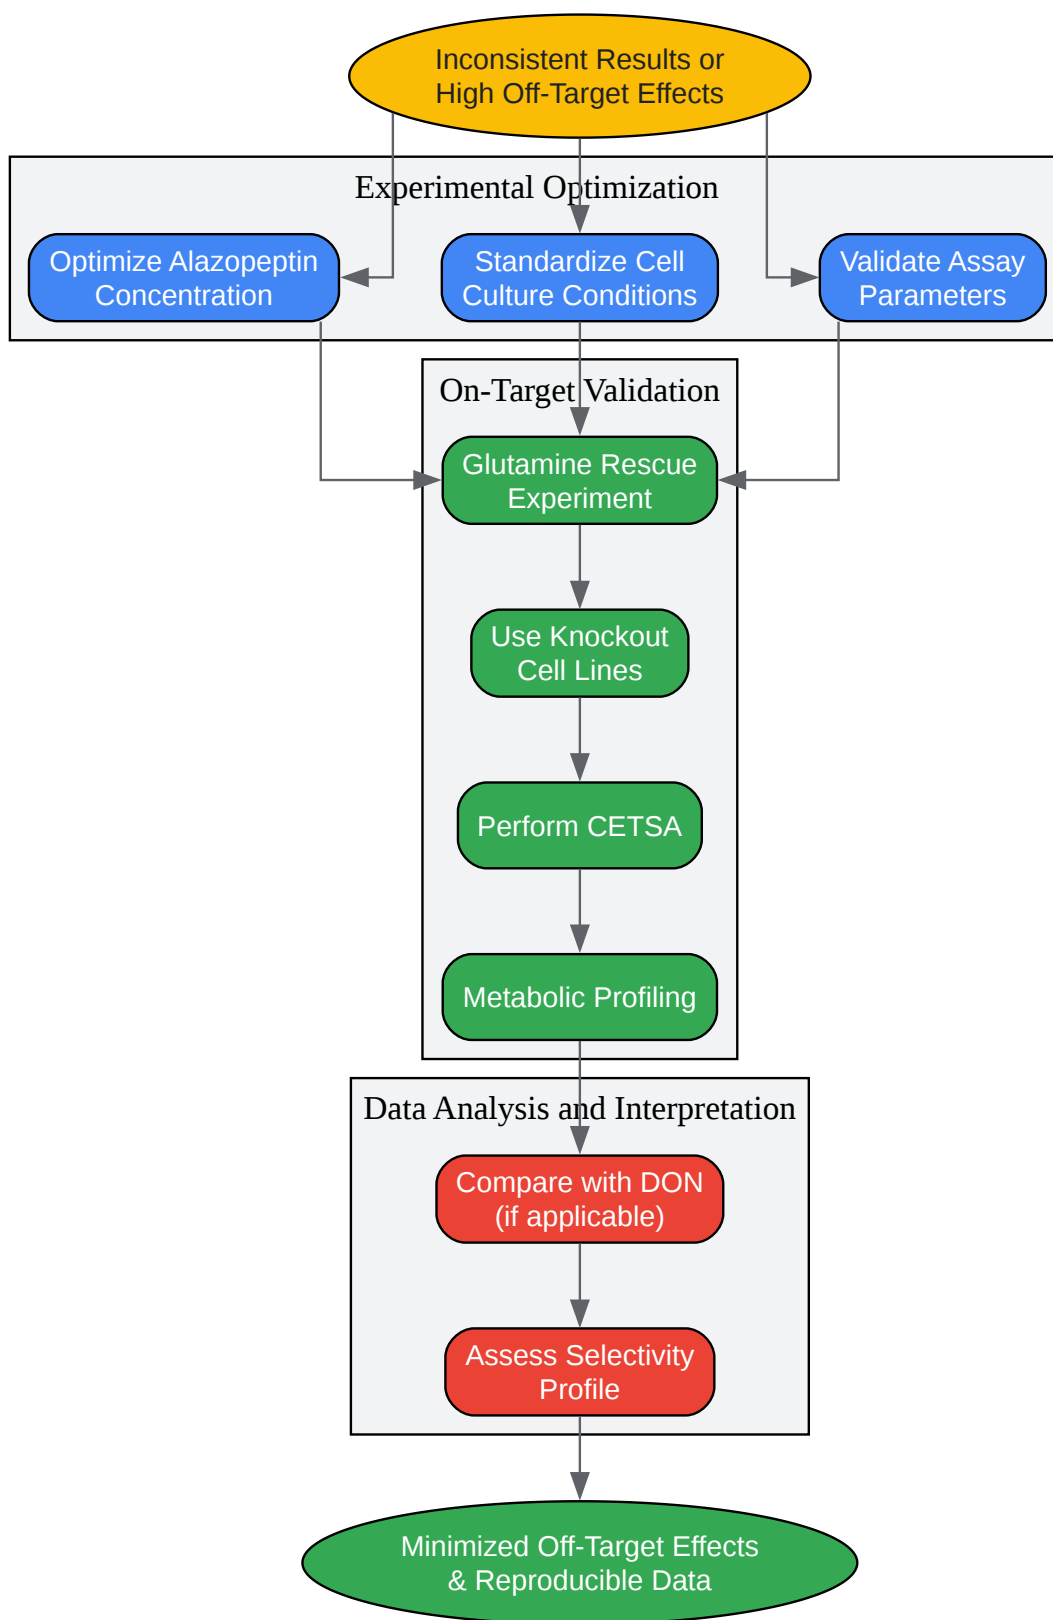 Inconsistent Results or
High Off-Target Effects
Experimental Optimization
Optimize Alazopeptin
Concentration
Standardize Cell
Culture Conditions
Validate Assay
Parameters
On-Target Validation
Glutamine Rescue
Experiment
Use Knockout
Cell Lines
Perform CETSA
Metabolic Profiling
Data Analysis and Interpretation
Compare with DON
(if applicable)
Assess Selectivity
Profile
Minimized Off-Target Effects
& Reproducible Data